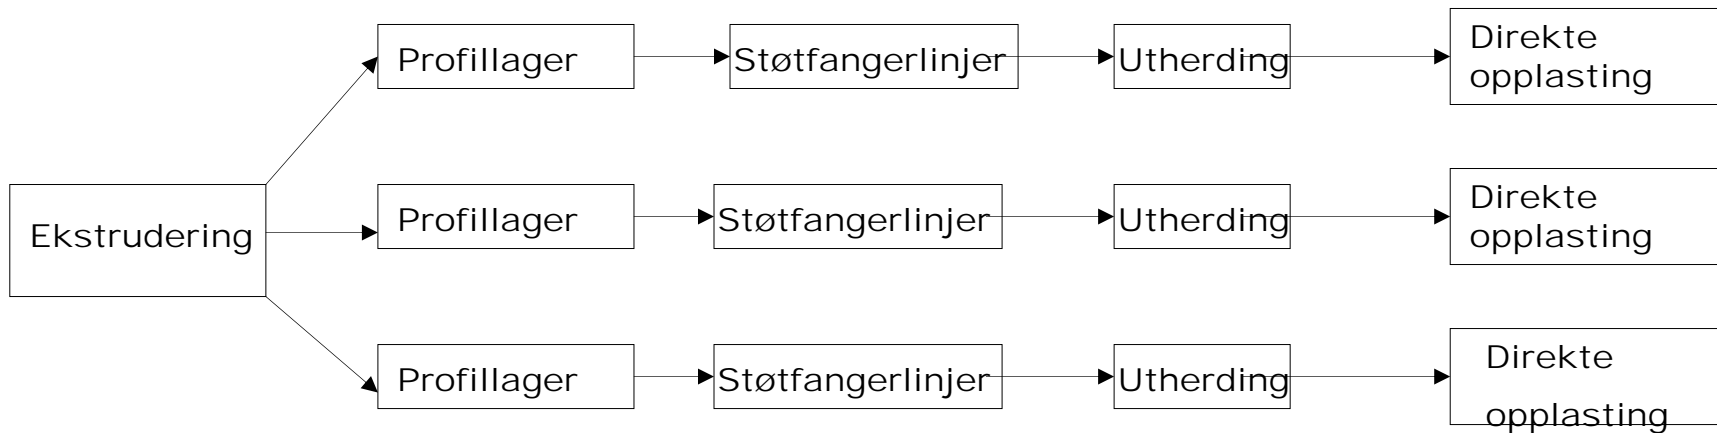 Profillager
Støtfangerlinjer
Utherding
Direkte
opplasting
Ekstrudering
Profillager
Støtfangerlinjer
Utherding
Direkte
opplasting
Profillager
Støtfangerlinjer
Utherding
Direkte
opplasting